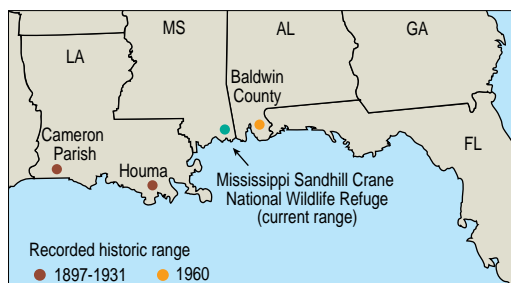 MS
AL
GA
LA
Baldwin
County
Cameron
Parish
FL
Houma
Mississippi Sandhill Crane
National Wildlife Refuge
(current range)
Recorded historic range
1897-1931
1960